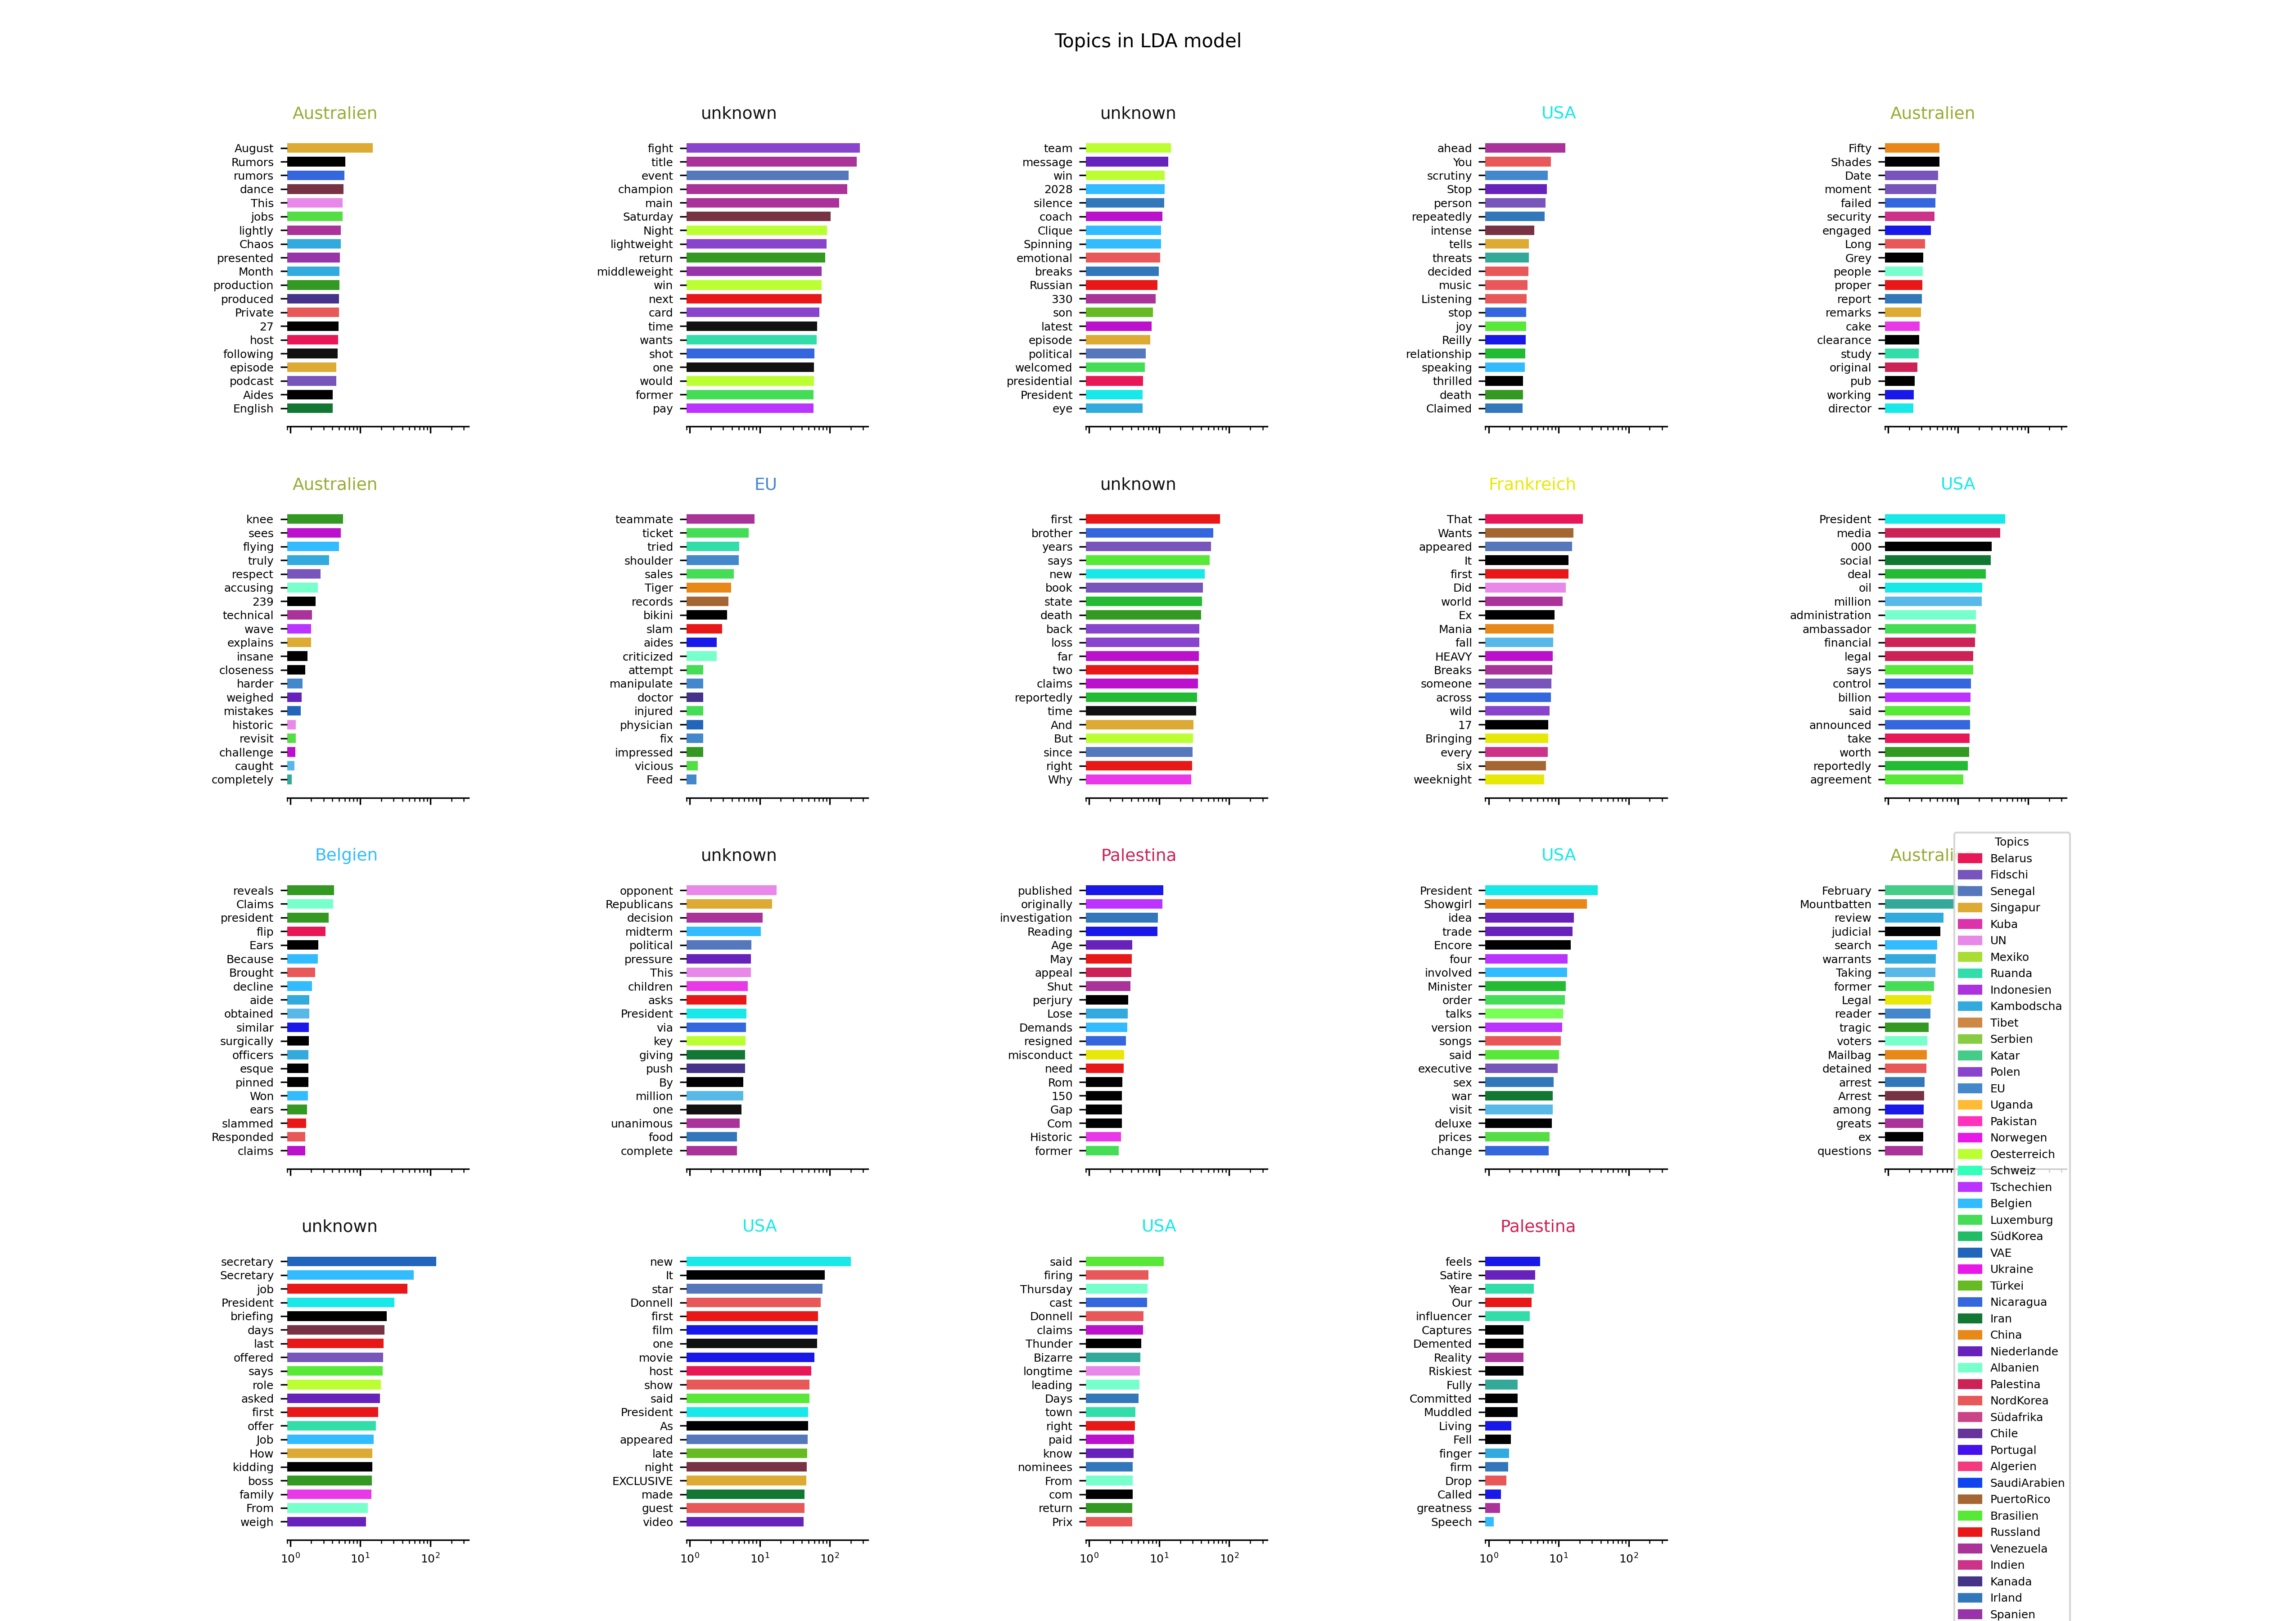 Topics in LDA model
Australien
August
Rumors
rumors
dance
This
jobs
lightly
Chaos
presented
Month
production
produced
Private
27
host
following
episode
podcast
Aides
English
unknown
fight
title
event
champion
main
Saturday
Night
lightweight
return
middleweight
win
next
card
time
wants
shot
one
would
former
pay
unknown
team
message
win
2028
silence
coach
Clique
Spinning
emotional
breaks
Russian
330
son
latest
episode
political
welcomed
presidential
President
eye
USA
ahead
You
scrutiny
Stop
person
repeatedly
intense
tells
threats
decided
music
Listening
stop
joy
Reilly
relationship
speaking
thrilled
death
Claimed
Australien
Fifty
Shades
Date
moment
failed
security
engaged
Long
Grey
people
proper
report
remarks
cake
clearance
study
original
pub
working
director
Australien
knee
sees
flying
truly
respect
accusing
239
technical
wave
explains
insane
closeness
harder
weighed
mistakes
historic
revisit
challenge
caught
completely
EU
teammate
ticket
tried
shoulder
sales
Tiger
records
bikini
slam
aides
criticized
attempt
manipulate
doctor
injured
physician
fix
impressed
vicious
Feed
unknown
first
brother
years
says
new
book
state
death
back
loss
far
two
claims
reportedly
time
And
But
since
right
Why
Frankreich
That
Wants
appeared
It
first
Did
world
Ex
Mania
fall
HEAVY
Breaks
someone
across
wild
17
Bringing
every
six
weeknight
USA
President
media
000
social
deal
oil
million
administration
ambassador
financial
legal
says
control
billion
said
announced
take
worth
reportedly
agreement
Belgien
reveals
Claims
president
flip
Ears
Because
Brought
decline
aide
obtained
similar
surgically
officers
esque
pinned
Won
ears
slammed
Responded
claims
unknown
opponent
Republicans
decision
midterm
political
pressure
This
children
asks
President
via
key
giving
push
By
million
one
unanimous
food
complete
Palestina
published
originally
investigation
Reading
Age
May
appeal
Shut
perjury
Lose
Demands
resigned
misconduct
need
Rom
150
Gap
Com
Historic
former
USA
President
Showgirl
idea
trade
Encore
four
involved
Minister
order
talks
version
songs
said
executive
sex
war
visit
deluxe
prices
change
Australien
February
Mountbatten
review
judicial
search
warrants
Taking
former
Legal
reader
tragic
voters
Mailbag
detained
arrest
Arrest
among
greats
ex
questions
unknown
secretary
Secretary
job
President
briefing
days
last
offered
says
role
asked
first
offer
Job
How
kidding
boss
family
From
weigh
10⁰ 10¹ 10²
USA
new
It
star
Donnell
first
film
one
movie
host
show
said
President
As
appeared
late
night
EXCLUSIVE
made
guest
video
10⁰ 10¹ 10²
USA
said
firing
Thursday
cast
Donnell
claims
Thunder
Bizarre
longtime
leading
Days
town
right
paid
know
nominees
From
com
return
Prix
10⁰ 10¹ 10²
Palestina
feels
Satire
Year
Our
influencer
Captures
Demented
Reality
Riskiest
Fully
Committed
Muddled
Living
Fell
finger
firm
Drop
Called
greatness
Speech
10⁰ 10¹ 10²
Topics
Belarus
Fidschi
Senegal
Singapur
Kuba
UN
Mexiko
Ruanda
Indonesien
Kambodscha
Tibet
Serbien
Katar
Polen
EU
Uganda
Pakistan
Norwegen
Oesterreich
Schweiz
Tschechien
Belgien
Luxemburg
SüdKorea
VAE
Ukraine
Türkei
Nicaragua
Iran
China
Niederlande
Albanien
Palestina
NordKorea
Südafrika
Chile
Portugal
Algerien
SaudiArabien
PuertoRico
Brasilien
Russland
Venezuela
Indien
Kanada
Irland
Spanien